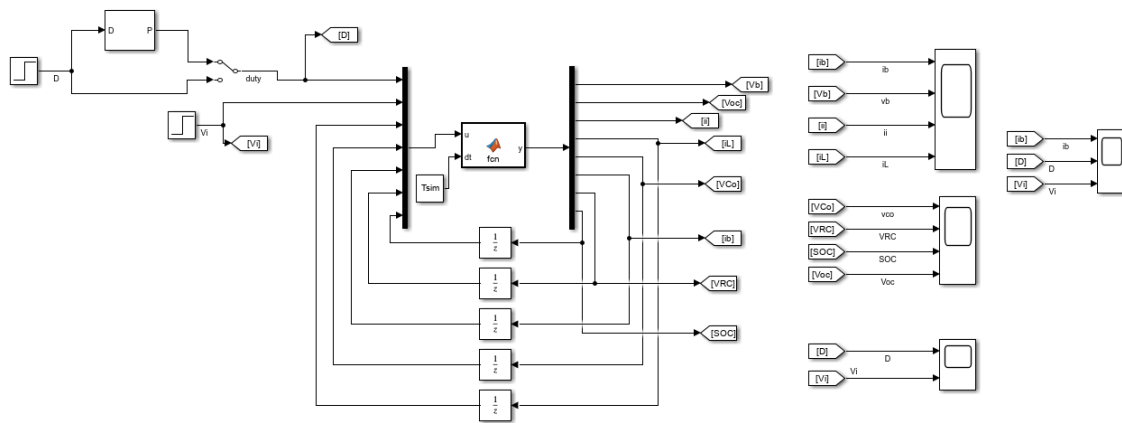 D
P
D
duty
[D]
Vi
[Vi]
u
dt
fcn
y
Tsim
[Vb]
[Voc]
[ii]
[iL]
[VCo]
[ib]
[VRC]
[SOC]
1
z
1
z
1
z
1
z
1
z
[ib]
ib
[Vb]
vb
[ii]
ii
[iL]
iL
[VCo]
vco
[VRC]
VRC
[SOC]
SOC
[Voc]
Voc
[D]
D
[Vi]
Vi
[ib]
ib
[D]
D
[Vi]
Vi